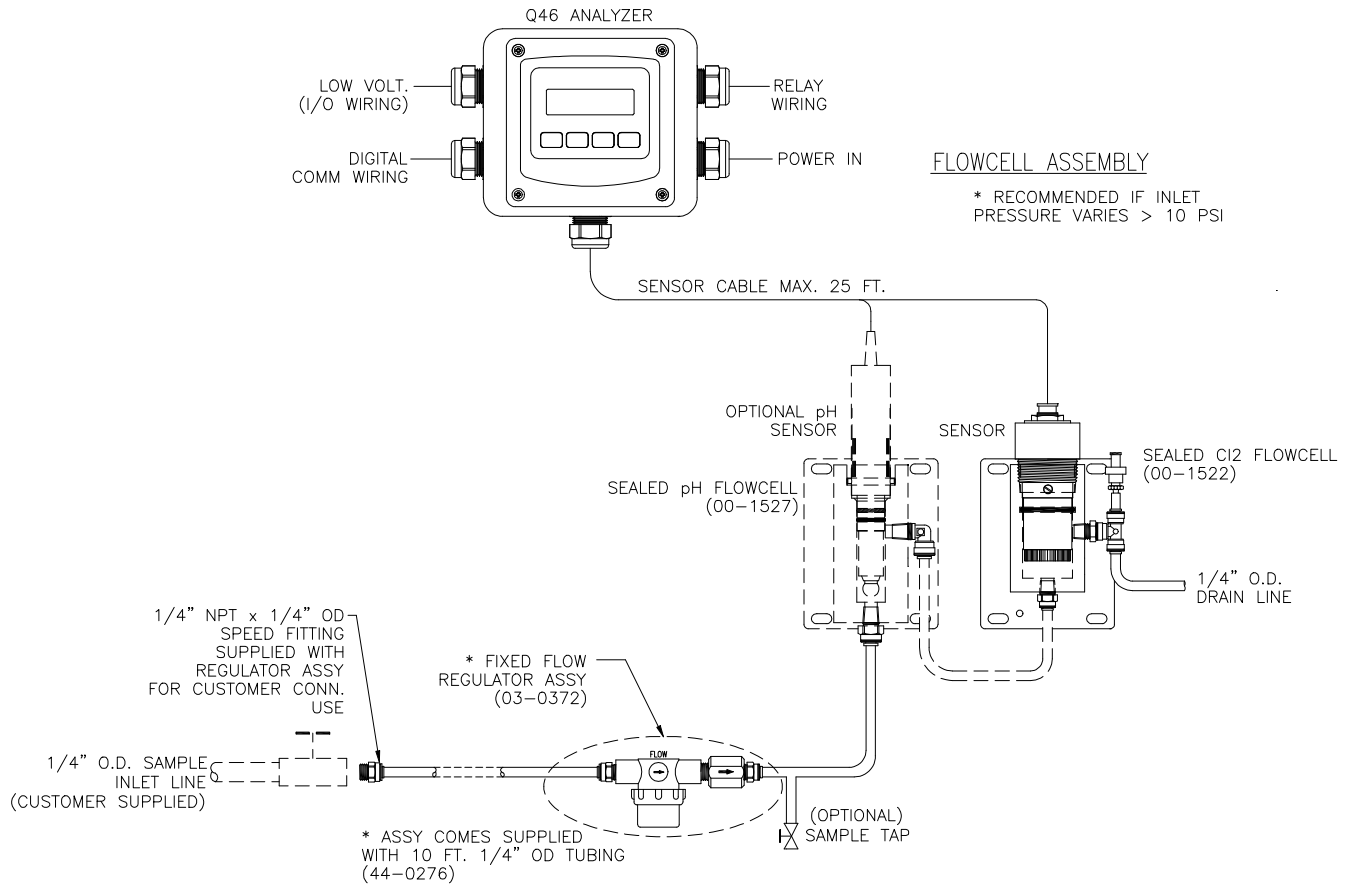 Q46 ANALYZER
LOW VOLT.
(I/O WIRING)
RELAY
WIRING
DIGITAL
COMM WIRING
POWER IN
FLOWCELL ASSEMBLY
* RECOMMENDED IF INLET
PRESSURE VARIES > 10 PSI
SENSOR CABLE MAX. 25 FT.
OPTIONAL pH
SENSOR
SENSOR
SEALED Cl2 FLOWCELL
(00-1522)
SEALED pH FLOWCELL
(00-1527)
1/4" O.D.
DRAIN LINE
1/4" NPT x 1/4" OD
SPEED FITTING
SUPPLIED WITH
REGULATOR ASSY
FOR CUSTOMER CONN.
USE
* FIXED FLOW
REGULATOR ASSY
(03-0372)
FLOW
1/4" O.D. SAMPLE
INLET LINE
(CUSTOMER SUPPLIED)
(OPTIONAL)
SAMPLE TAP
* ASSY COMES SUPPLIED
WITH 10 FT. 1/4" OD TUBING
(44-0276)